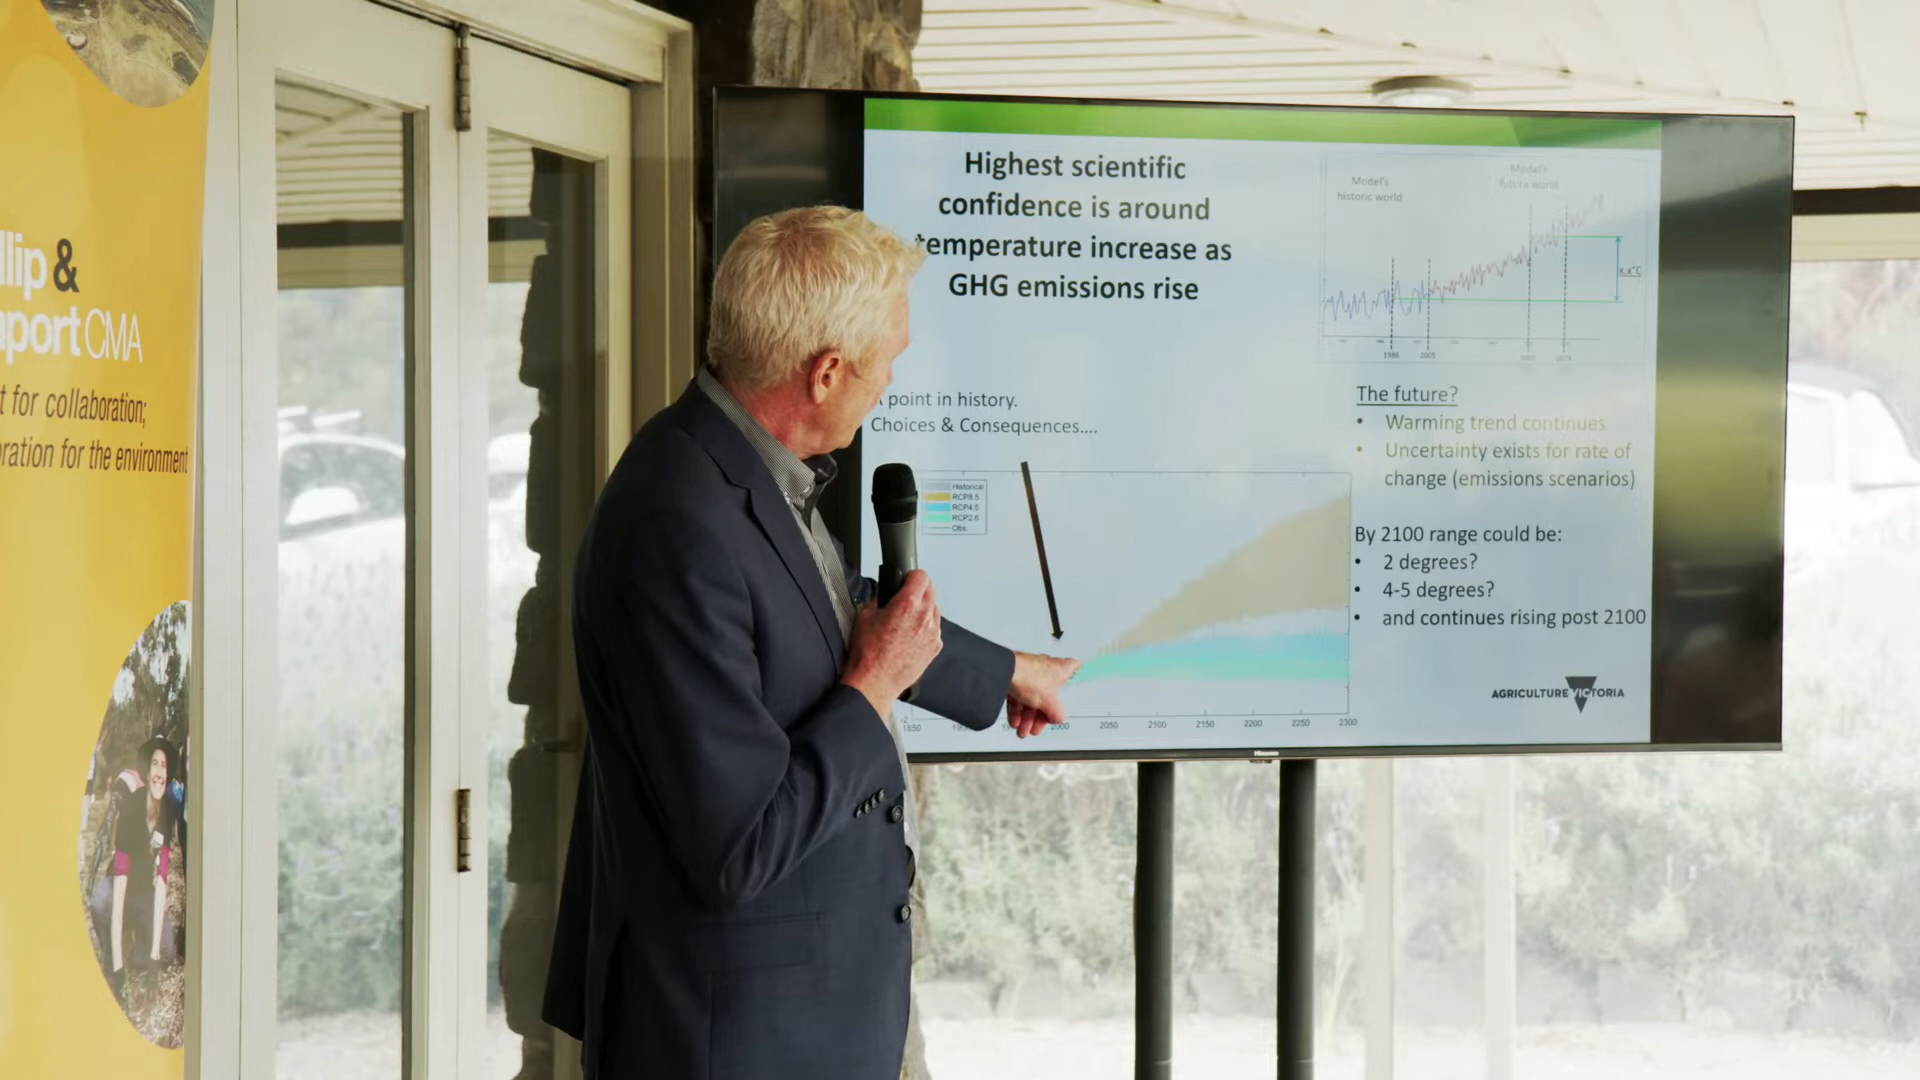 llip &
port CMA
t for collaboration;
ration for the environment
Highest scientific
confidence is around
temperature increase as
GHG emissions rise
Model's
historic world
Model's
future world
x.x°C
1986
2005
point in history.
Choices & Consequences....
Historical
RCP8.5
RCP4.5
RCP2.6
Obs.
-2
1850
2000
2050
2100
2150
2200
2250
2300
The future?
• Warming trend continues
• Uncertainty exists for rate of
change (emissions scenarios)
By 2100 range could be:
• 2 degrees?
• 4-5 degrees?
• and continues rising post 2100
AGRICULTURE VICTORIA
Hisense